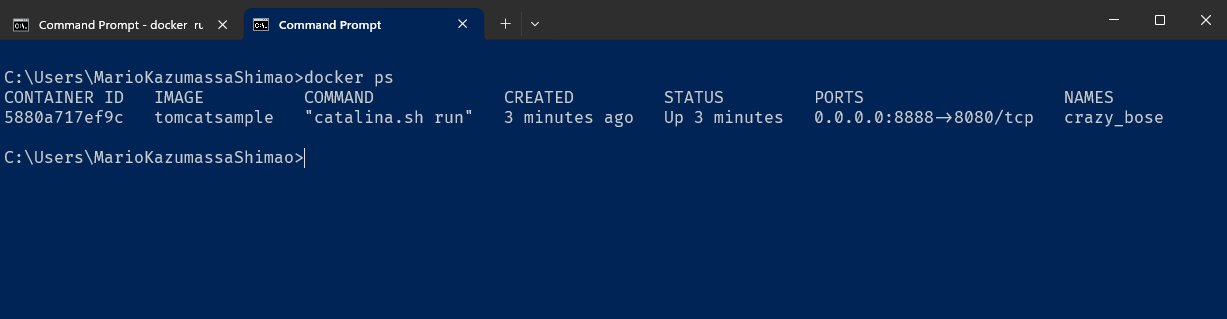 Command Prompt - docker ru
Command Prompt
C:\Users\MarioKazumassaShimao>docker ps
CONTAINER ID   IMAGE          COMMAND             CREATED         STATUS         PORTS                    NAMES
5880a717ef9c   tomcatsample   "catalina.sh run"   3 minutes ago   Up 3 minutes   0.0.0.0:8888->8080/tcp   crazy_bose
C:\Users\MarioKazumassaShimao>